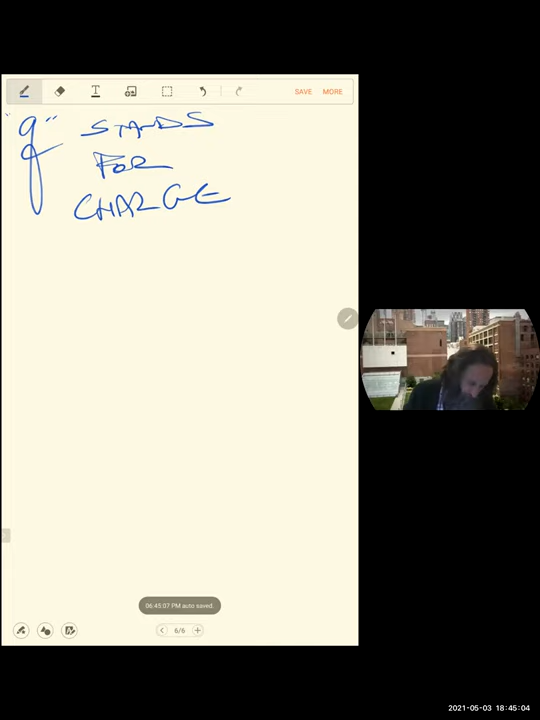 T
SAVE MORE
"q" STANDS
FOR
CHARGE
06:45:07 PM auto saved.
6/6
2021-05-03 18:45:04